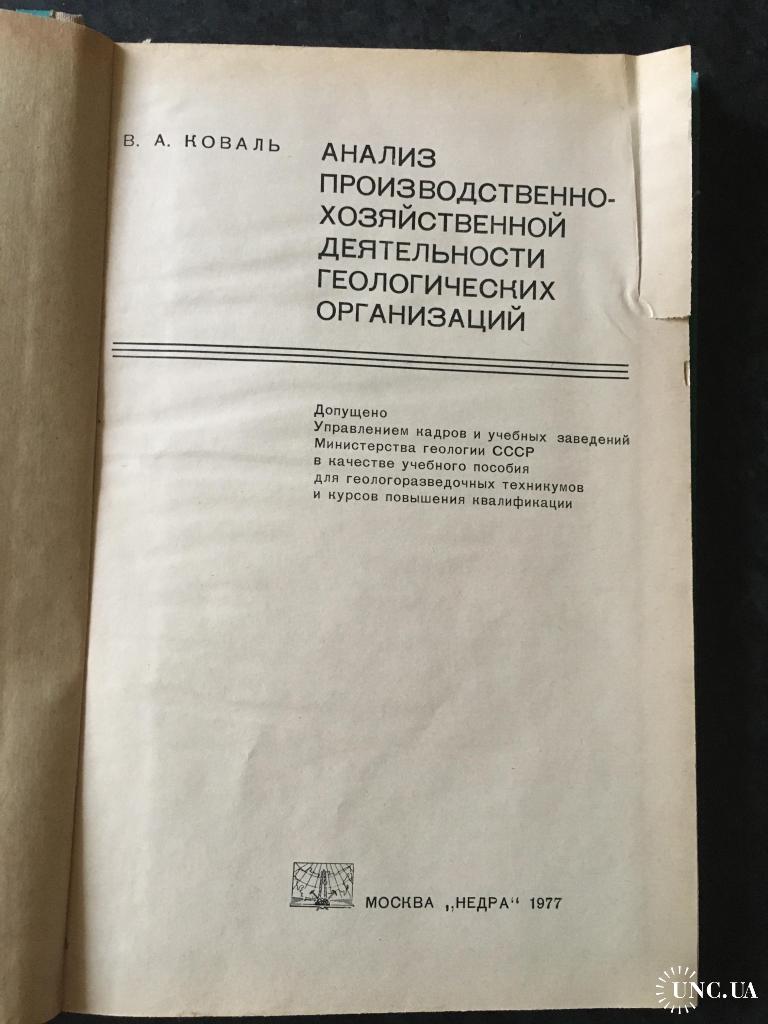 В. А. КОВАЛЬ
АНАЛИЗ
ПРОИЗВОДСТВЕННО-
ХОЗЯЙСТВЕННОЙ
ДЕЯТЕЛЬНОСТИ
ГЕОЛОГИЧЕСКИХ
ОРГАНИЗАЦИЙ
Допущено
Управлением кадров и учебных заведений
Министерства геологии СССР
в качестве учебного пособия
для геологоразведочных техникумов
и курсов повышения квалификации
МОСКВА „НЕДРА“ 1977
UNC.UA